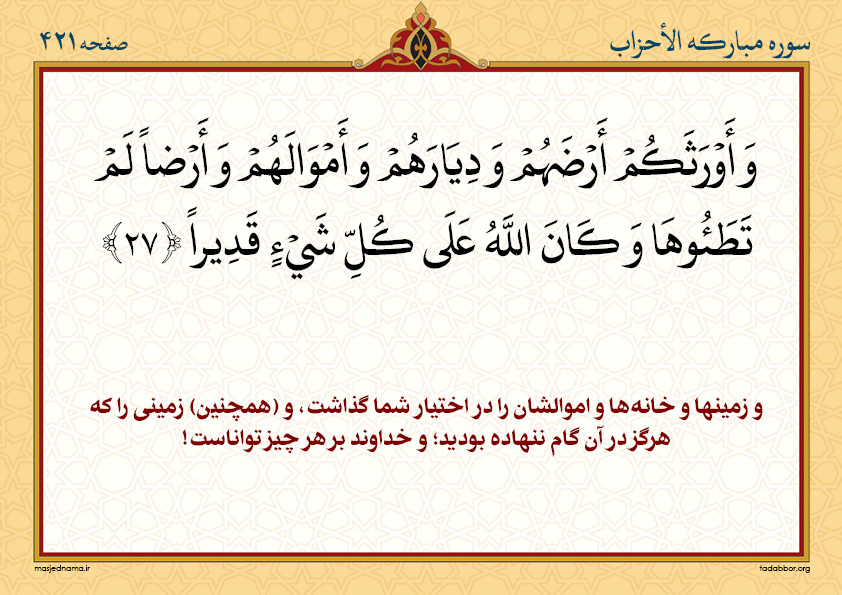 سوره مبارکه الأحزاب
صفحه ۴۲۱
وَ أَوْرَثَكُمْ أَرْضَهُمْ وَ دِيَارَهُمْ وَ أَمْوَالَهُمْ وَ أَرْضاً لَمْ
تَطَئُوهَا وَ كَانَ اللَّهُ عَلَى كُلِّ شَيْءٍ قَدِيراً ﴿۲۷﴾
و زمینها و خانه‌ها و اموالشان را در اختیار شما گذاشت، و (همچنین) زمینی را که
هرگز در آن گام ننهاده بودید؛ و خداوند بر هر چیز تواناست!
masjednama.ir
tadabbor.org